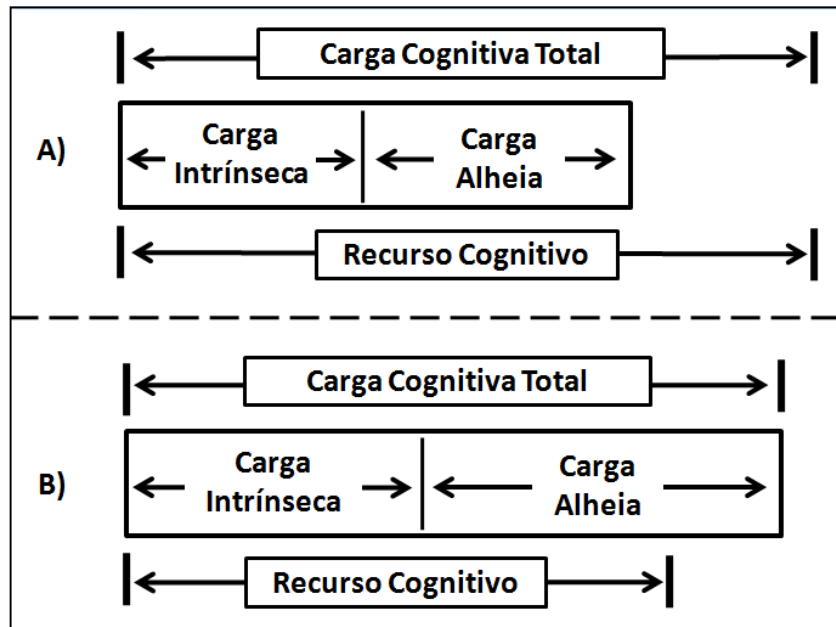 Carga Cognitiva Total
A)
Carga
Intrínseca
Carga
Alheia
Recurso Cognitivo
Carga Cognitiva Total
B)
Carga
Intrínseca
Carga
Alheia
Recurso Cognitivo